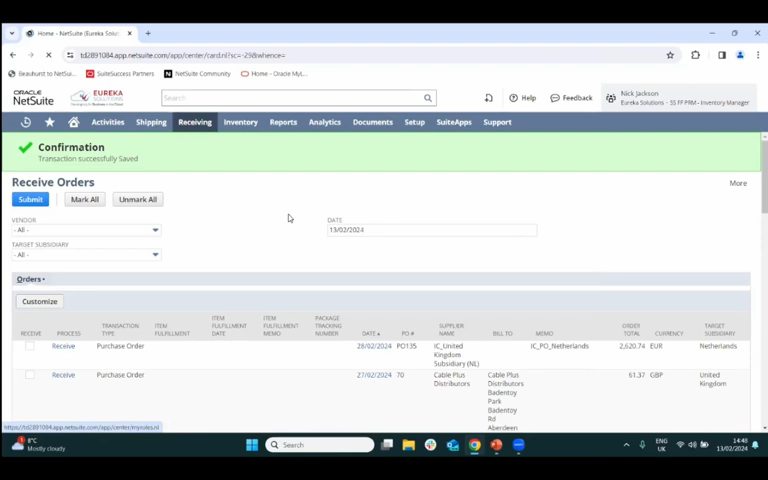 Home - NetSuite (Eureka Solut
td2891084.app.netsuite.com/app/center/card.nl?sc=-29&whence=
Beauhurst to NetSui...
SuiteSuccess Partners
NetSuite Community
Home - Oracle MyL...
ORACLE
NETSUITE
EUREKA
SOLUTIONS
Search
Help
Feedback
Nick Jackson
Eureka Solutions - SS FF PRM - Inventory Manager
Activities Shipping Receiving Inventory Reports Analytics Documents Setup SuiteApps Support
Confirmation
Transaction successfully Saved
Receive Orders
More
Submit
Mark All
Unmark All
VENDOR
- All -
DATE
13/02/2024
TARGET SUBSIDIARY
- All -
Orders
Customize
RECEIVE
PROCESS
TRANSACTION
TYPE
ITEM
FULFILLMENT
ITEM
FULFILLMENT
DATE
ITEM
FULFILLMENT
MEMO
PACKAGE
TRACKING
NUMBER
DATE
PO #
SUPPLIER
NAME
BILL TO
MEMO
ORDER
TOTAL
CURRENCY
TARGET
SUBSIDIARY
Receive
Purchase Order
28/02/2024
PO135
IC_United
Kingdom
Subsidiary (NL)
IC_PO_Netherlands
2,620.74
EUR
Netherlands
Receive
Purchase Order
27/02/2024
70
Cable Plus
Distributors
Cable Plus
Distributors
Badentoy
Park
Badentoy
Rd
Aberdeen
61.37
GBP
United
Kingdom
https://td2891084.app.netsuite.com/app/center/myroles.nl
8°C
Mostly cloudy
Search
ENG
UK
14:48
13/02/2024